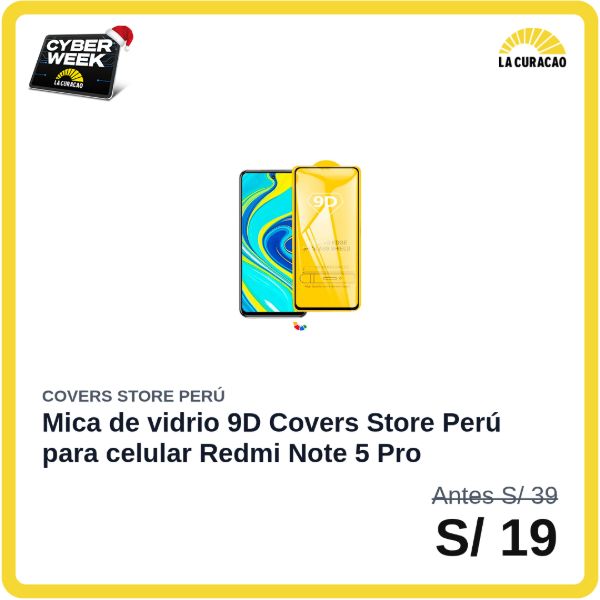 CYBER
WEEK
LA CURACAO
LA CURACAO
9D
COVERS STORE PERÚ
Mica de vidrio 9D Covers Store Perú
para celular Redmi Note 5 Pro
Antes S/ 39
S/ 19